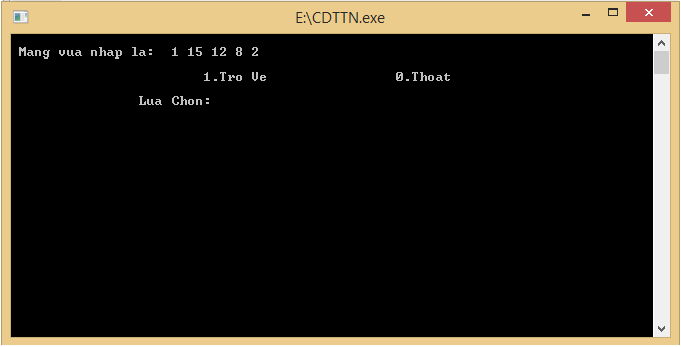 E:\CDTTN.exe
Mang vua nhap la:  1 15 12 8 2
1.Tro Ve                0.Thoat
Lua Chon: